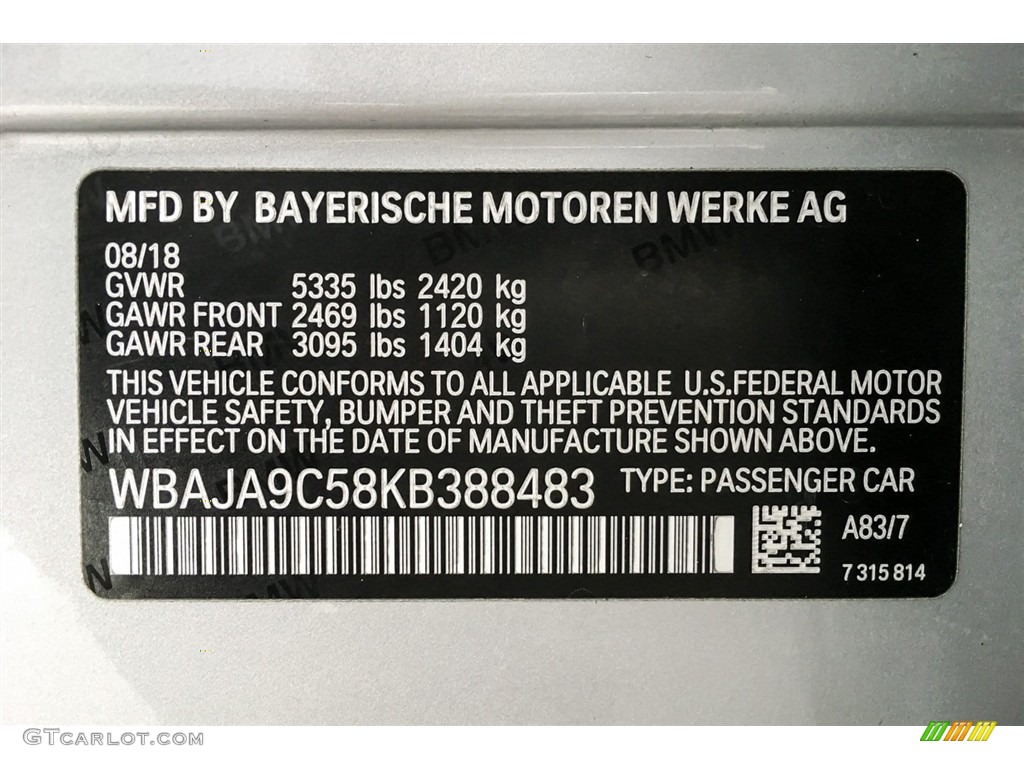 MFD BY BAYERISCHE MOTOREN WERKE AG
08/18
GVWR 5335 lbs 2420 kg
GAWR FRONT 2469 lbs 1120 kg
GAWR REAR 3095 lbs 1404 kg
THIS VEHICLE CONFORMS TO ALL APPLICABLE U.S.FEDERAL MOTOR
VEHICLE SAFETY, BUMPER AND THEFT PREVENTION STANDARDS
IN EFFECT ON THE DATE OF MANUFACTURE SHOWN ABOVE.
WBAJA9C58KB388483 TYPE: PASSENGER CAR
A83/7
7 315 814
GTCARLOT.COM